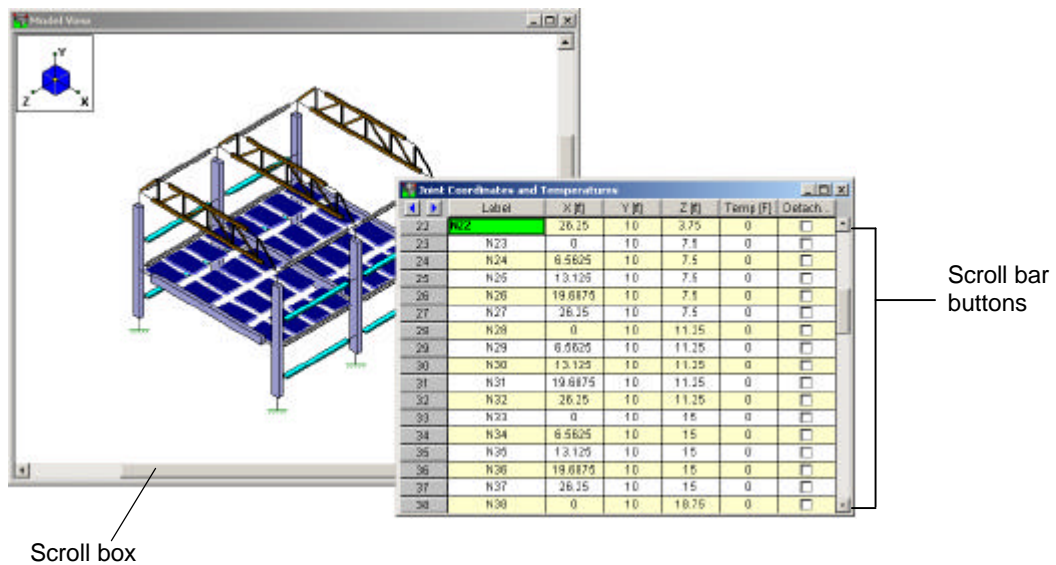 Model View
Y
Z X
Joint Coordinates and Temperatures
Label X [ft] Y [ft] Z [ft] Temp [F] Detach..
22 N22 26.25 10 3.75 0
23 N23 0 10 7.5 0
24 N24 6.5625 10 7.5 0
25 N25 13.125 10 7.5 0
26 N26 19.6875 10 7.5 0
27 N27 26.25 10 7.5 0
28 N28 0 10 11.25 0
29 N29 6.5625 10 11.25 0
30 N30 13.125 10 11.25 0
31 N31 19.6875 10 11.25 0
32 N32 26.25 10 11.25 0
33 N33 0 10 15 0
34 N34 6.5625 10 15 0
35 N35 13.125 10 15 0
36 N36 19.6875 10 15 0
37 N37 26.25 10 15 0
38 N38 0 10 18.75 0
Scroll bar
buttons
Scroll box